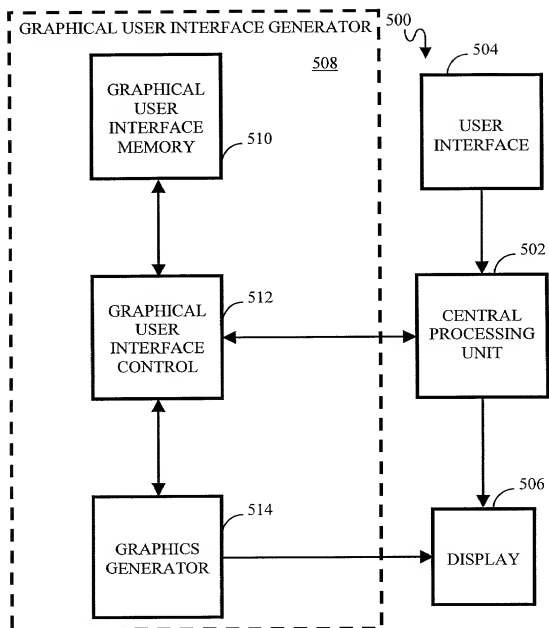 GRAPHICAL USER INTERFACE GENERATOR
500
508
504
GRAPHICAL
USER
INTERFACE
MEMORY
510
USER
INTERFACE
502
GRAPHICAL
USER
INTERFACE
CONTROL
512
CENTRAL
PROCESSING
UNIT
506
514
GRAPHICS
GENERATOR
DISPLAY